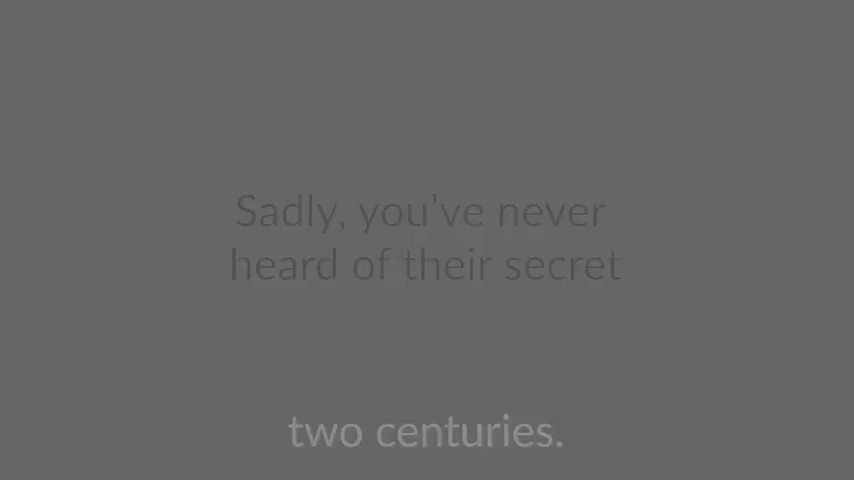 Sadly, you've never
heard of their secret
two centuries.